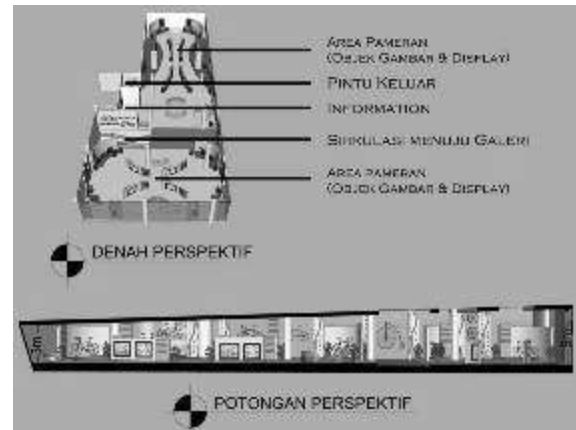 AREA PAMERAN
(OBJEK GAMBAR & DISPLAY)
PINTU KELUAR
INFORMATION
SIRKULASI MENUJU GALERI
AREA PAMERAN
(OBJEK GAMBAR & DISPLAY)
DENAH PERSPEKTIF
POTONGAN PERSPEKTIF